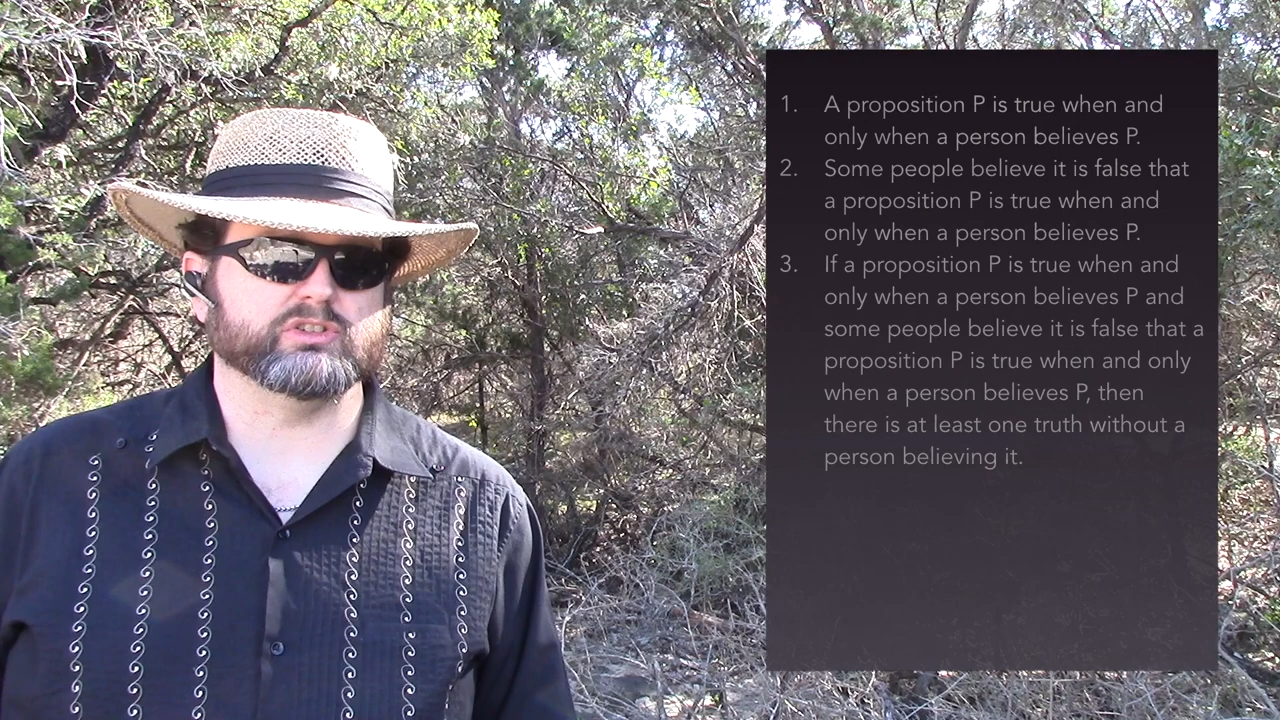 1. A proposition P is true when and
only when a person believes P.
2. Some people believe it is false that
a proposition P is true when and
only when a person believes P.
3. If a proposition P is true when and
only when a person believes P and
some people believe it is false that a
proposition P is true when and only
when a person believes P, then
there is at least one truth without a
person believing it.